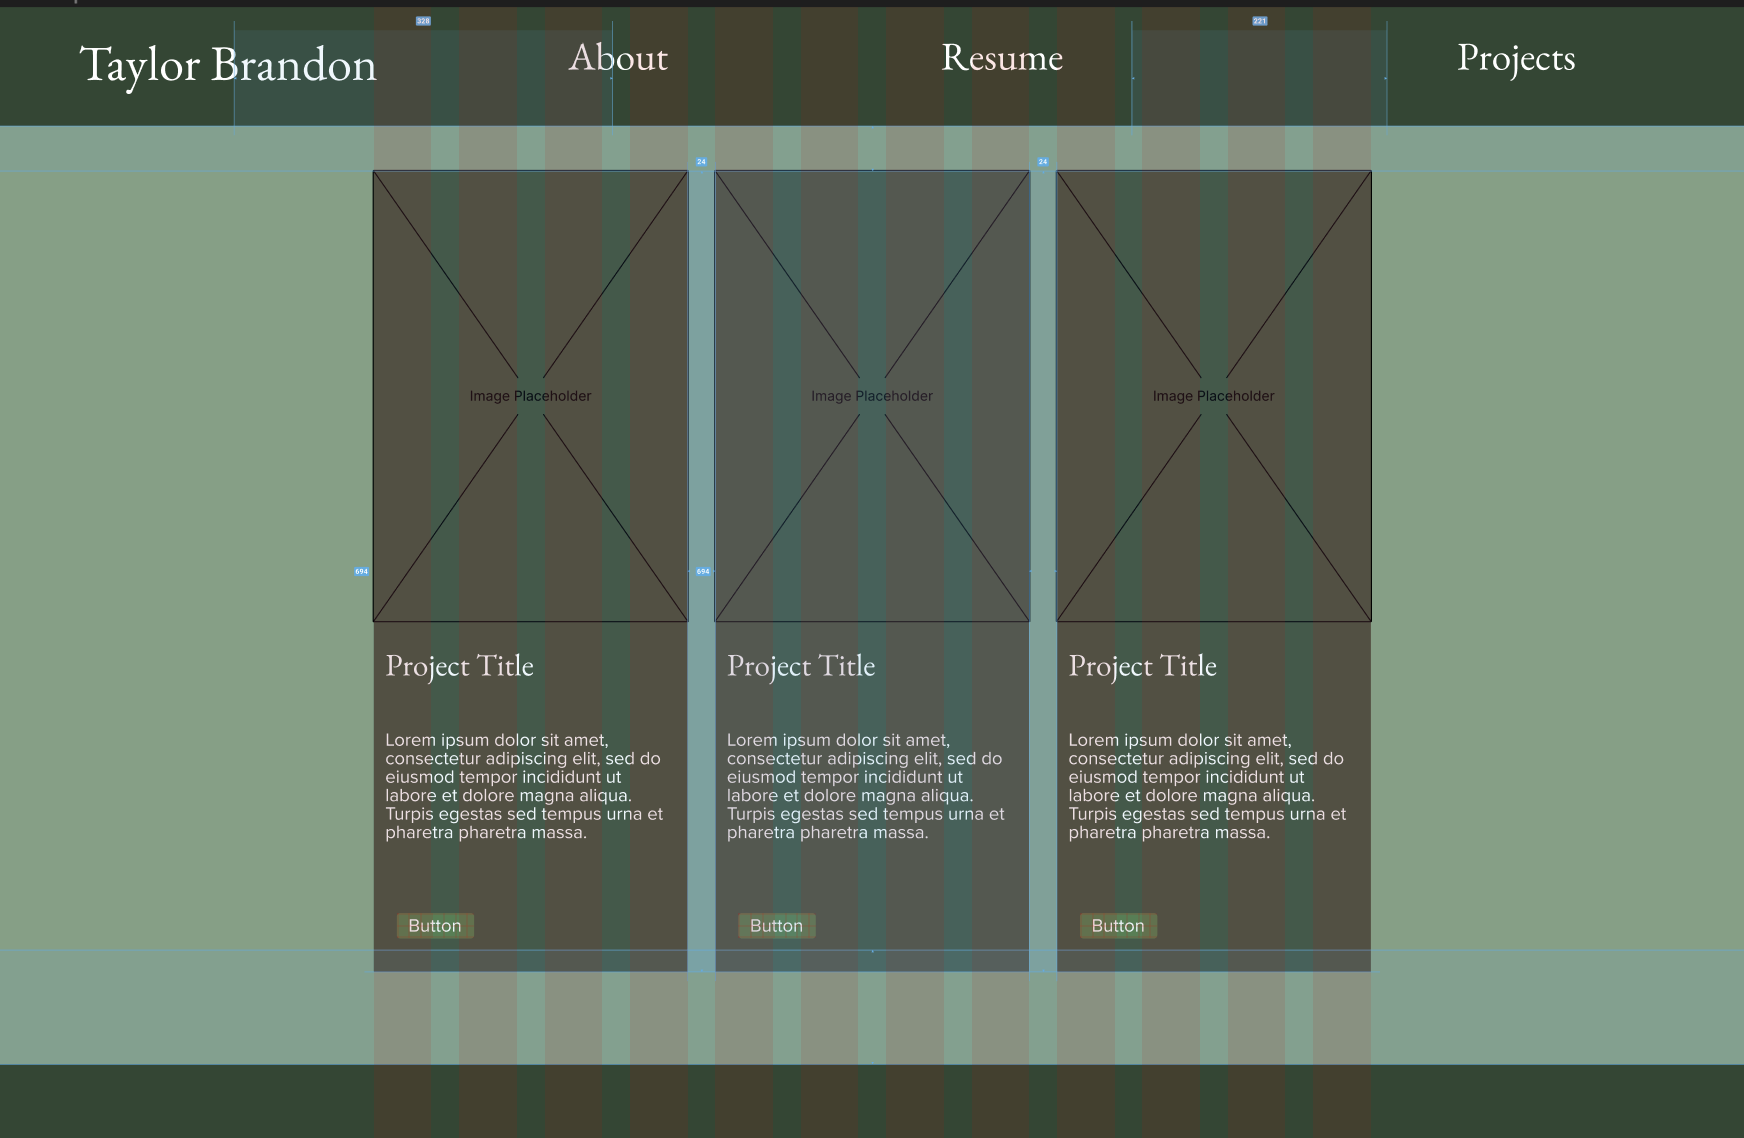 328
221
Taylor Brandon
About
Resume
Projects
24
24
Image Placeholder
Image Placeholder
Image Placeholder
694
694
Project Title
Lorem ipsum dolor sit amet,
consectetur adipiscing elit, sed do
eiusmod tempor incididunt ut
labore et dolore magna aliqua.
Turpis egestas sed tempus urna et
pharetra pharetra massa.
Button
Project Title
Lorem ipsum dolor sit amet,
consectetur adipiscing elit, sed do
eiusmod tempor incididunt ut
labore et dolore magna aliqua.
Turpis egestas sed tempus urna et
pharetra pharetra massa.
Button
Project Title
Lorem ipsum dolor sit amet,
consectetur adipiscing elit, sed do
eiusmod tempor incididunt ut
labore et dolore magna aliqua.
Turpis egestas sed tempus urna et
pharetra pharetra massa.
Button